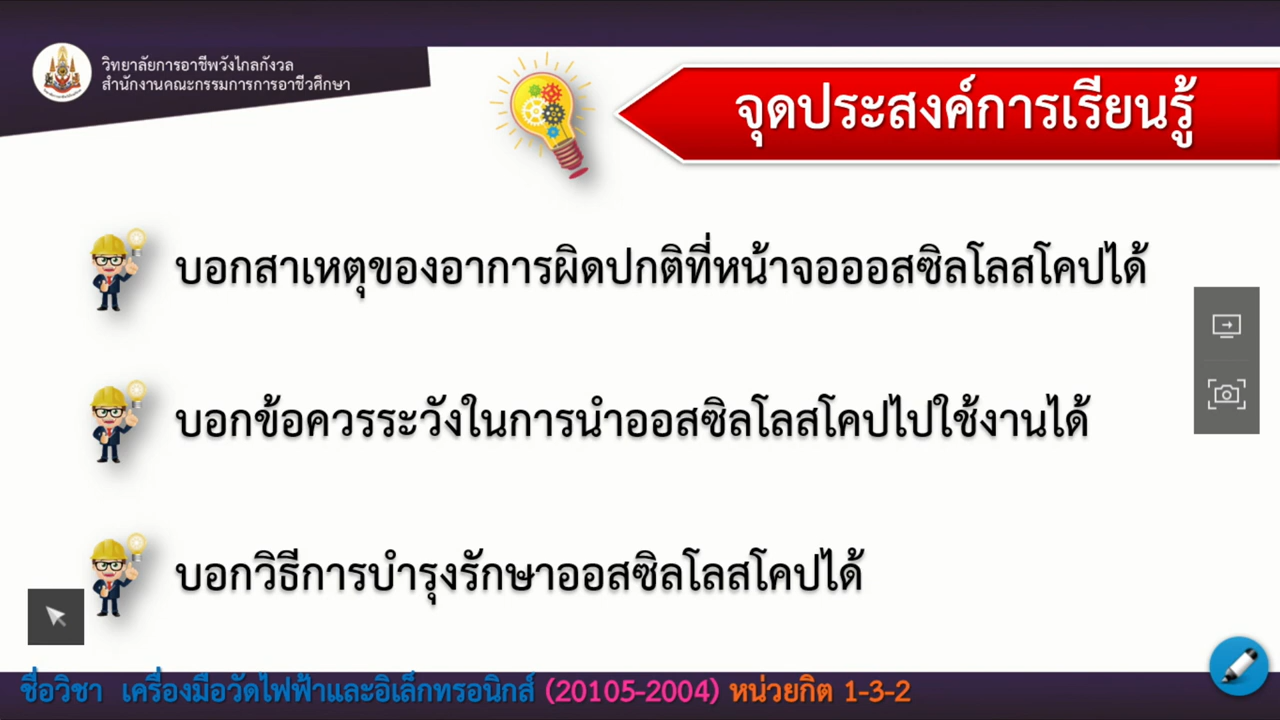 วิทยาลัยการอาชีพวังไกลกังวล
สำนักงานคณะกรรมการการอาชีวศึกษา
จุดประสงค์การเรียนรู้
บอกสาเหตุของอาการผิดปกติที่หน้าจอออสซิลโลสโคปได้
บอกข้อควรระวังในการนำออสซิลโลสโคปไปใช้งานได้
บอกวิธีการบำรุงรักษาออสซิลโลสโคปได้
ชื่อวิชา เครื่องมือวัดไฟฟ้าและอิเล็กทรอนิกส์ (20105-2004) หน่วยกิต 1-3-2